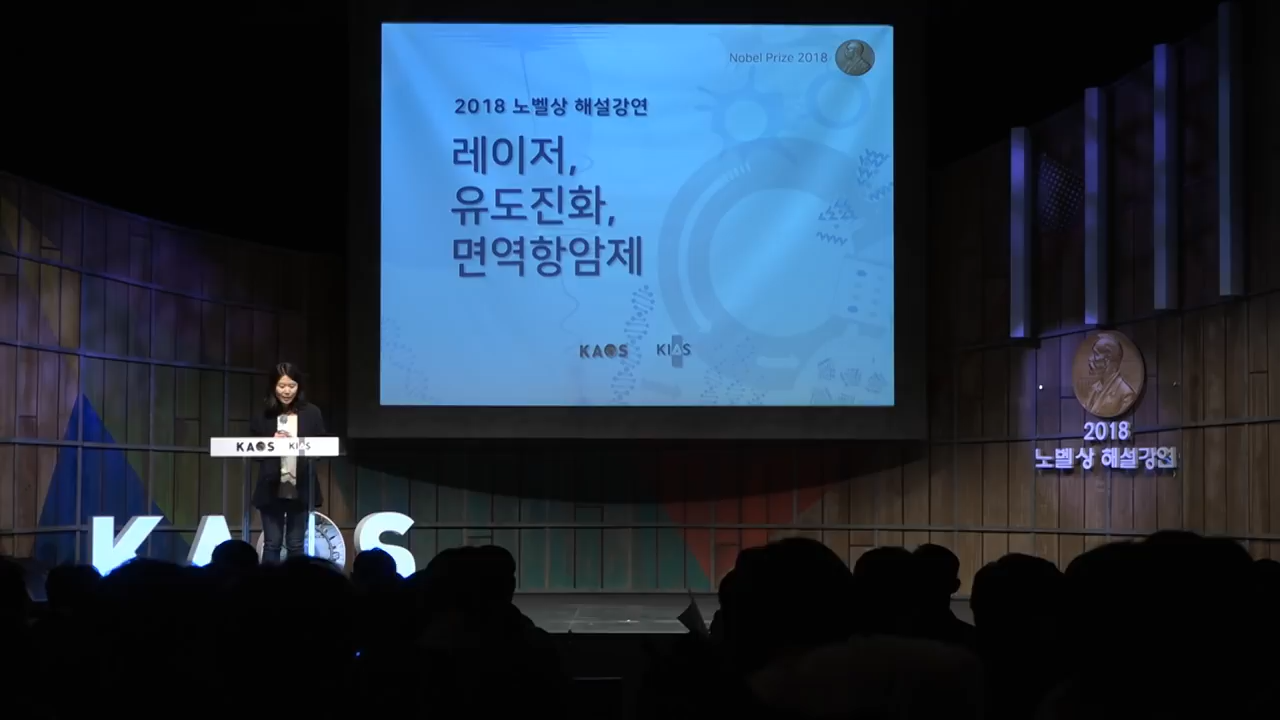 Nobel Prize 2018
2018 노벨상 해설강연
레이저,
유도진화,
면역항암제
KAOS KIAS
KAOS KIAS
KAOS
2018
노벨상 해설강연